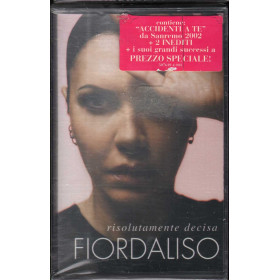 contiene:
"ACCIDENTI A TE"
da Sanremo 2002
+ 2 INEDITI
+ i suoi grandi successi a
PREZZO SPECIALE!
risolutamente decisa
FIORDALISO